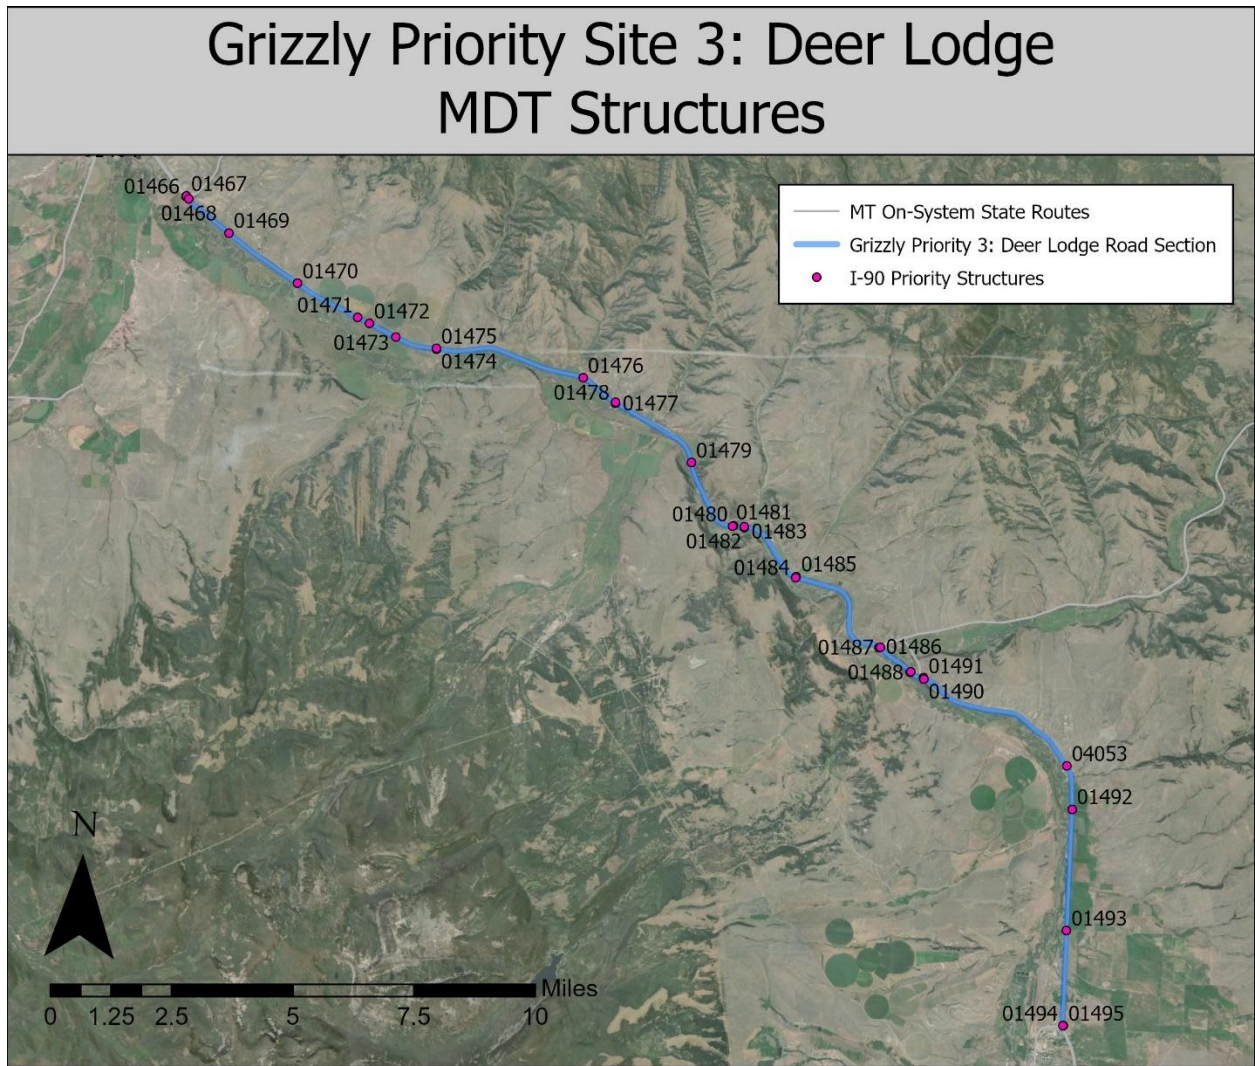 Grizzly Priority Site 3: Deer Lodge
MDT Structures
MT On-System State Routes
Grizzly Priority 3: Deer Lodge Road Section
I-90 Priority Structures
01466 01467
01468 01469
01470
01471 01472
01473 01475
01474
01476
01478 01477
01479
01480 01481
01482 01483
01484 01485
01487 01486
01488 01491
01490
04053
01492
01493
01494 01495
N
Miles
0 1.25 2.5 5 7.5 10